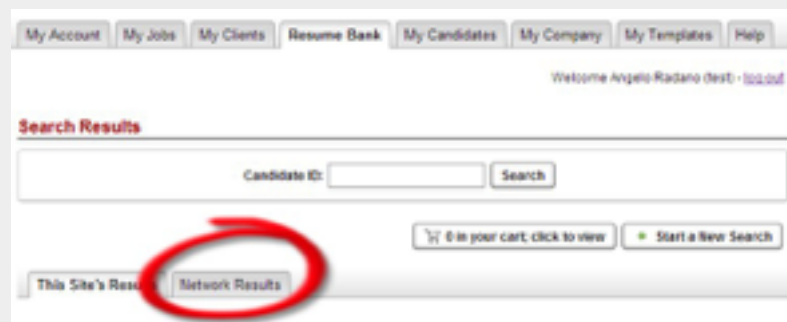 My Account My Jobs My Clients Resume Bank My Candidates My Company My Templates Help
Welcome Angelo Radano (test) - log out
Search Results
Candidate ID: Search
0 in your cart; click to view Start a New Search
This Site's Network Results